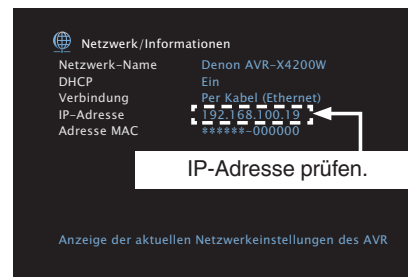 Netzwerk/Informationen
Netzwerk-Name Denon AVR-X4200W
DHCP Ein
Verbindung Per Kabel (Ethernet)
IP-Adresse 192.168.100.19
Adresse MAC ******-000000
IP-Adresse prüfen.
Anzeige der aktuellen Netzwerkeinstellungen des AVR